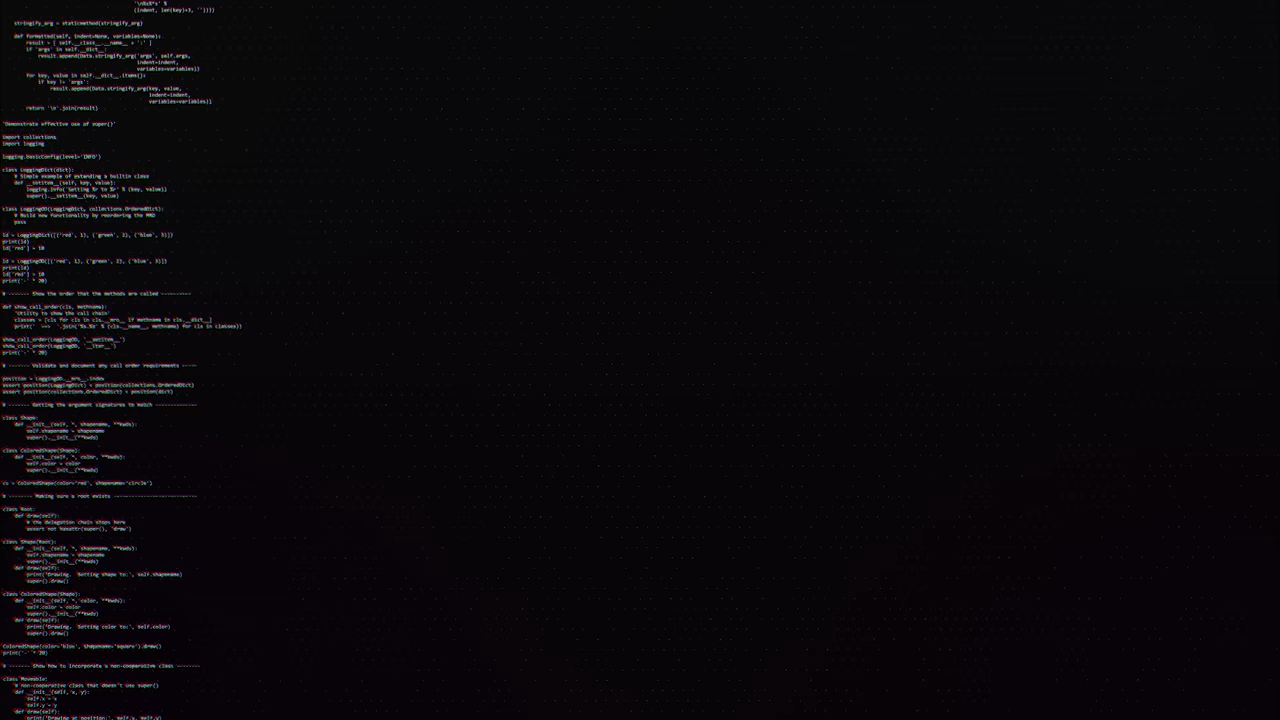 '\n%s%*s' %
(indent, len(key)+3, ''))))
stringify_arg = staticmethod(stringify_arg)
def formatted(self, indent=None, variables=None):
result = [ self.__class__.__name__ + ':' ]
if 'args' in self.__dict__:
result.append(Data.stringify_arg('args', self.args,
indent=indent,
variables=variables))
for key, value in self.__dict__.items():
if key != 'args':
result.append(Data.stringify_arg(key, value,
indent=indent,
variables=variables))
return '\n'.join(result)
'Demonstrate effective use of super()'
import collections
import logging
logging.basicConfig(level='INFO')
class LoggingDict(dict):
# Simple example of extending a builtin class
def __setitem__(self, key, value):
logging.info('Setting %r to %r' % (key, value))
super().__setitem__(key, value)
class LoggingOD(LoggingDict, collections.OrderedDict):
# Build new functionality by reordering the MRO
pass
ld = LoggingDict([('red', 1), ('green', 2), ('blue', 3)])
print(ld)
ld['red'] = 10
ld = LoggingOD([('red', 1), ('green', 2), ('blue', 3)])
print(ld)
ld['red'] = 10
print('-' * 20)
# ------- Show the order that the methods are called ----------
def show_call_order(cls, methname):
'Utility to show the call chain'
classes = [cls for cls in cls.__mro__ if methname in cls.__dict__]
print('  ==>  '.join('%s.%s' % (cls.__name__, methname) for cls in classes))
show_call_order(LoggingOD, '__setitem__')
show_call_order(LoggingOD, '__iter__')
print('-' * 20)
# ------- Validate and document any call order requirements -----
position = LoggingOD.__mro__.index
assert position(LoggingDict) < position(collections.OrderedDict)
assert position(collections.OrderedDict) < position(dict)
# ------- Getting the argument signatures to match --------------
class Shape:
def __init__(self, *, shapename, **kwds):
self.shapename = shapename
super().__init__(**kwds)
class ColoredShape(Shape):
def __init__(self, *, color, **kwds):
self.color = color
super().__init__(**kwds)
cs = ColoredShape(color='red', shapename='circle')
# -------- Making sure a root exists ----------------------------
class Root:
def draw(self):
# the delegation chain stops here
assert not hasattr(super(), 'draw')
class Shape(Root):
def __init__(self, *, shapename, **kwds):
self.shapename = shapename
super().__init__(**kwds)
def draw(self):
print('Drawing.  Setting shape to:', self.shapename)
super().draw()
class ColoredShape(Shape):
def __init__(self, *, color, **kwds):
self.color = color
super().__init__(**kwds)
def draw(self):
print('Drawing.  Setting color to:', self.color)
super().draw()
ColoredShape(color='blue', shapename='square').draw()
print('-' * 20)
# ------- Show how to incorporate a non-cooperative class --------
class Moveable:
# non-cooperative class that doesn't use super()
def __init__(self, x, y):
self.x = x
self.y = y
def draw(self):
print('Drawing at position:', self.x, self.y)